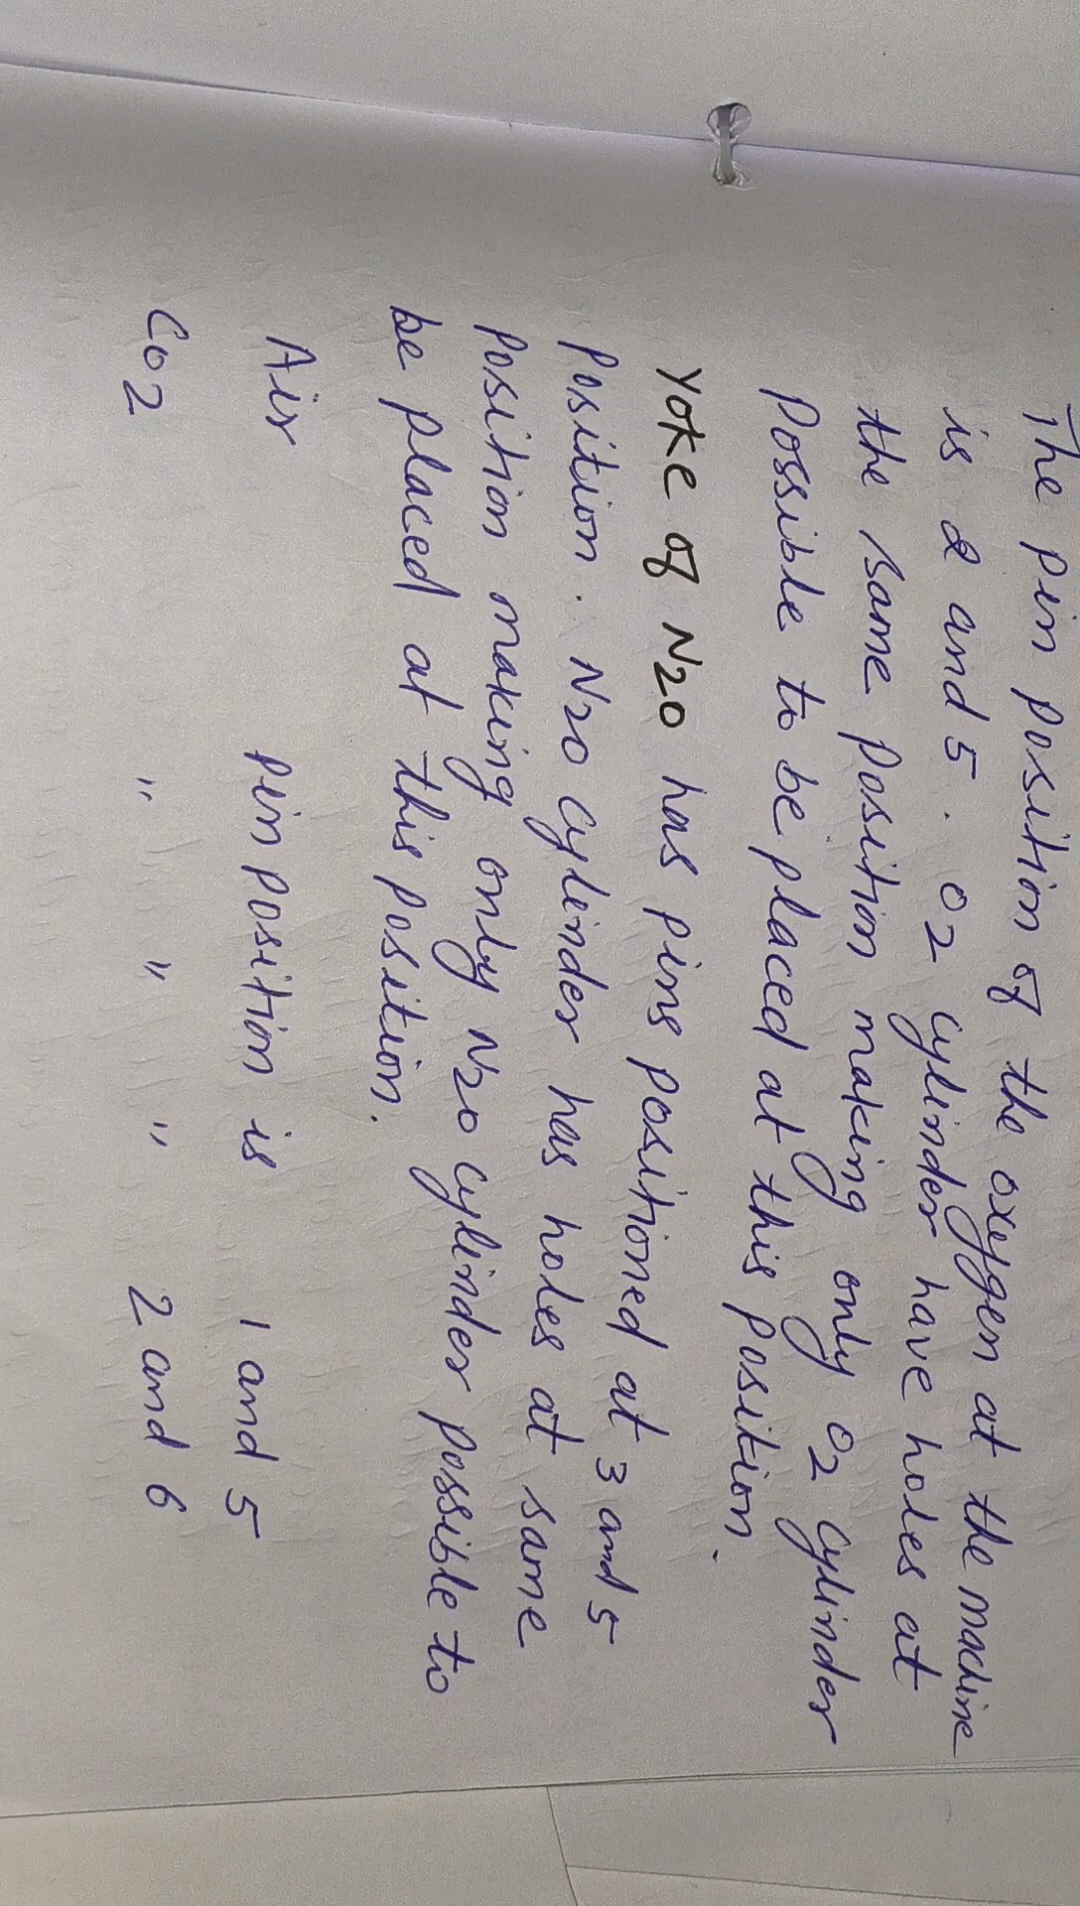 The pin position of the oxygen at the machine
is 2 and 5. O2 cylinder have holes at
the same position making only O2 cylinder
possible to be placed at this position.
Yoke of N2O has pins positioned at 3 and 5
position. N2O cylinder has holes at same
position making only N2O cylinder possible to
be placed at this position.
Air pin position is 1 and 5
CO2 " " " 2 and 6